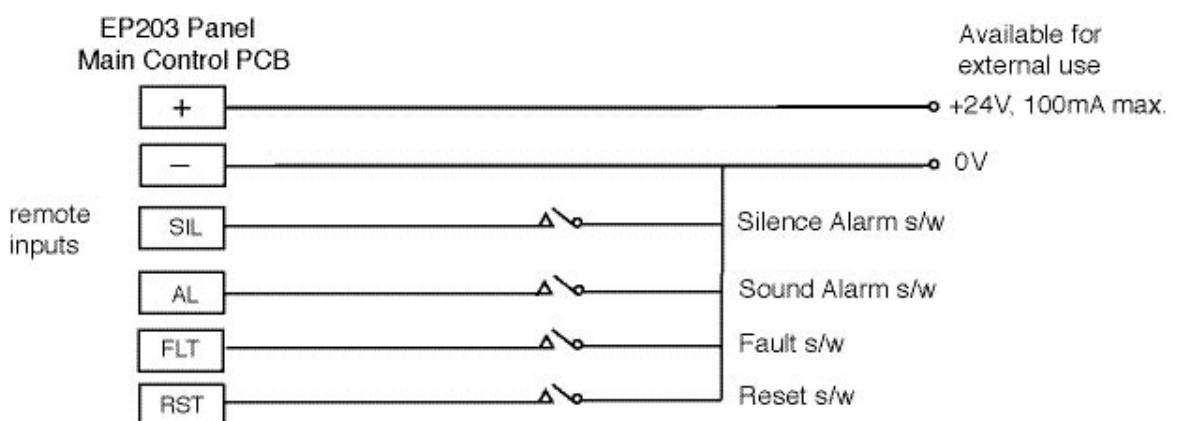 EP203 Panel
Main Control PCB
Available for
external use
+
+24V, 100mA max.
−
0V
remote
inputs
SIL
Silence Alarm s/w
AL
Sound Alarm s/w
FLT
Fault s/w
RST
Reset s/w